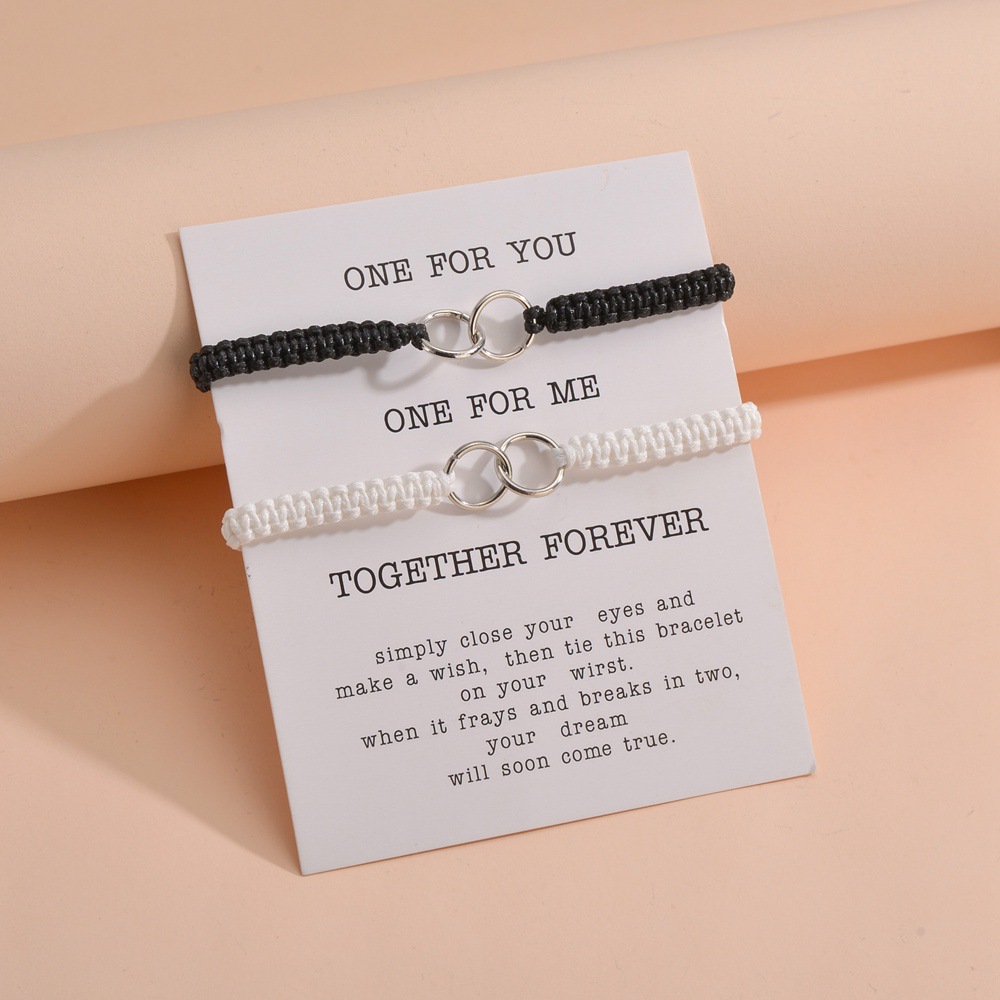 ONE FOR YOU
ONE FOR ME
TOGETHER FOREVER
simply close your eyes and
make a wish, then tie this bracelet
on your wirst.
when it frays and breaks in two,
your dream
will soon come true.